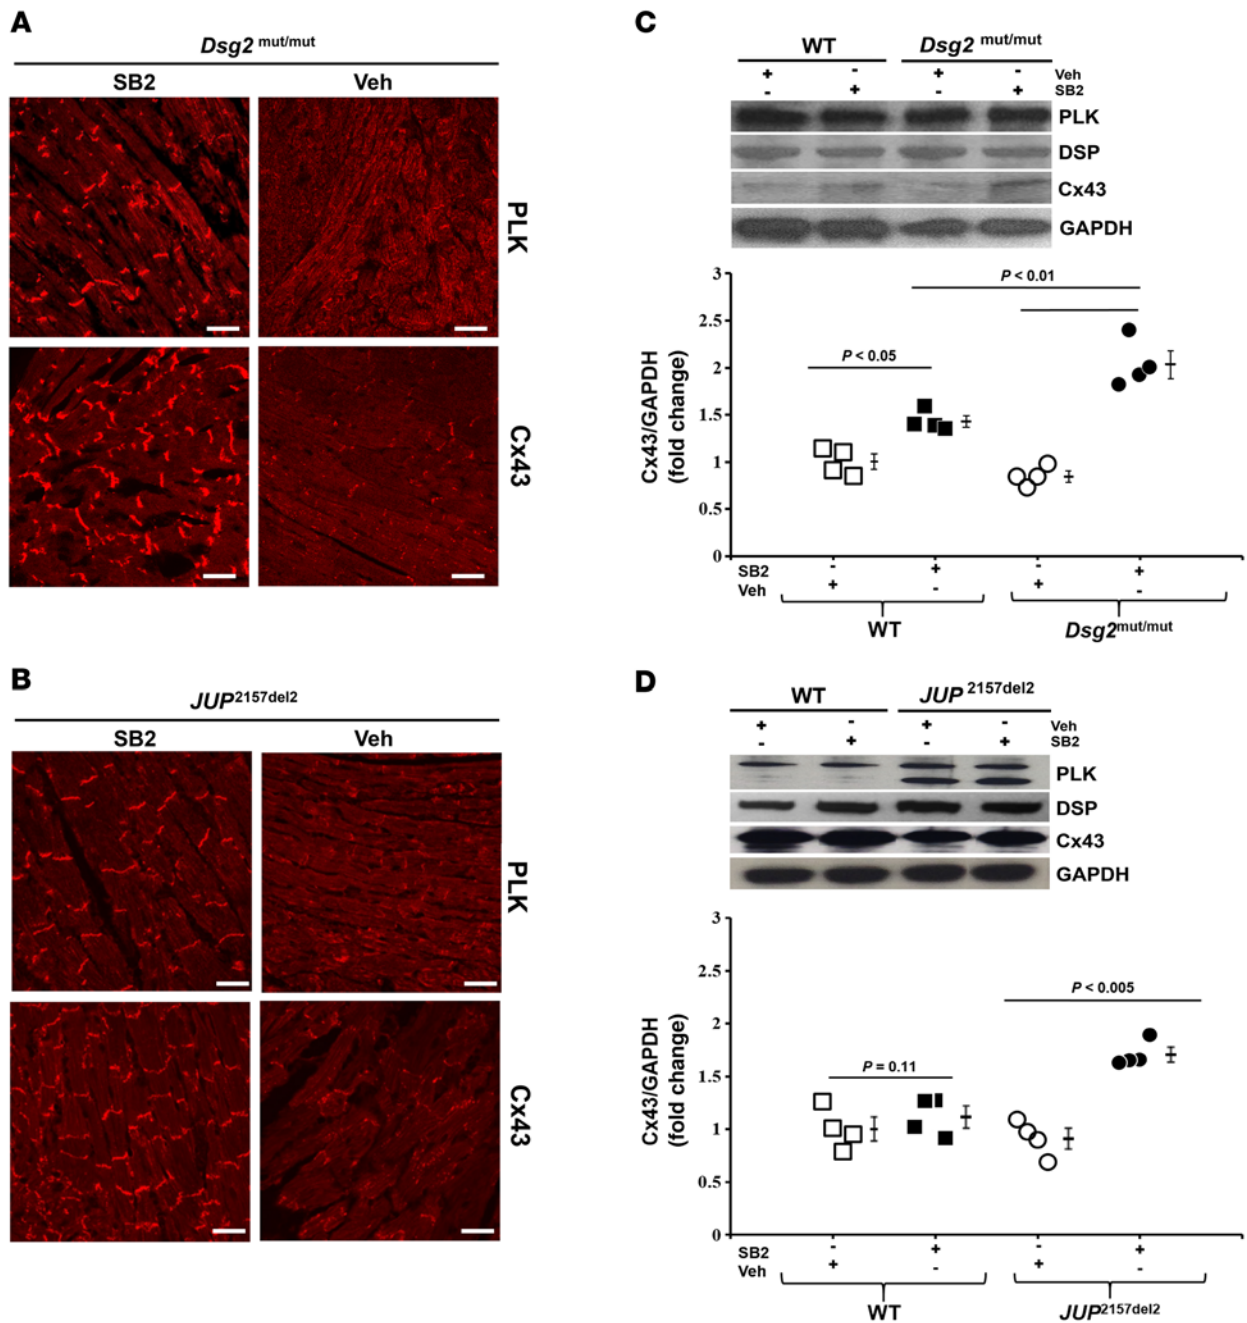 A
Dsg2 mut/mut
SB2 Veh
PLK
Cx43
B
JUP2157del2
SB2 Veh
PLK
Cx43
C
WT Dsg2 mut/mut
+ - + - Veh
- + - + SB2
PLK
DSP
Cx43
GAPDH
Cx43/GAPDH
(fold change)
3
2.5
2
1.5
1
0.5
0
P < 0.01
P < 0.05
SB2 - + - +
Veh + - + -
WT Dsg2mut/mut
D
WT JUP 2157del2
+ - + - Veh
- + - + SB2
PLK
DSP
Cx43
GAPDH
Cx43/GAPDH
(fold change)
3
2.5
2
1.5
1
0.5
0
P < 0.005
P = 0.11
SB2 - + - +
Veh + - + -
WT JUP2157del2